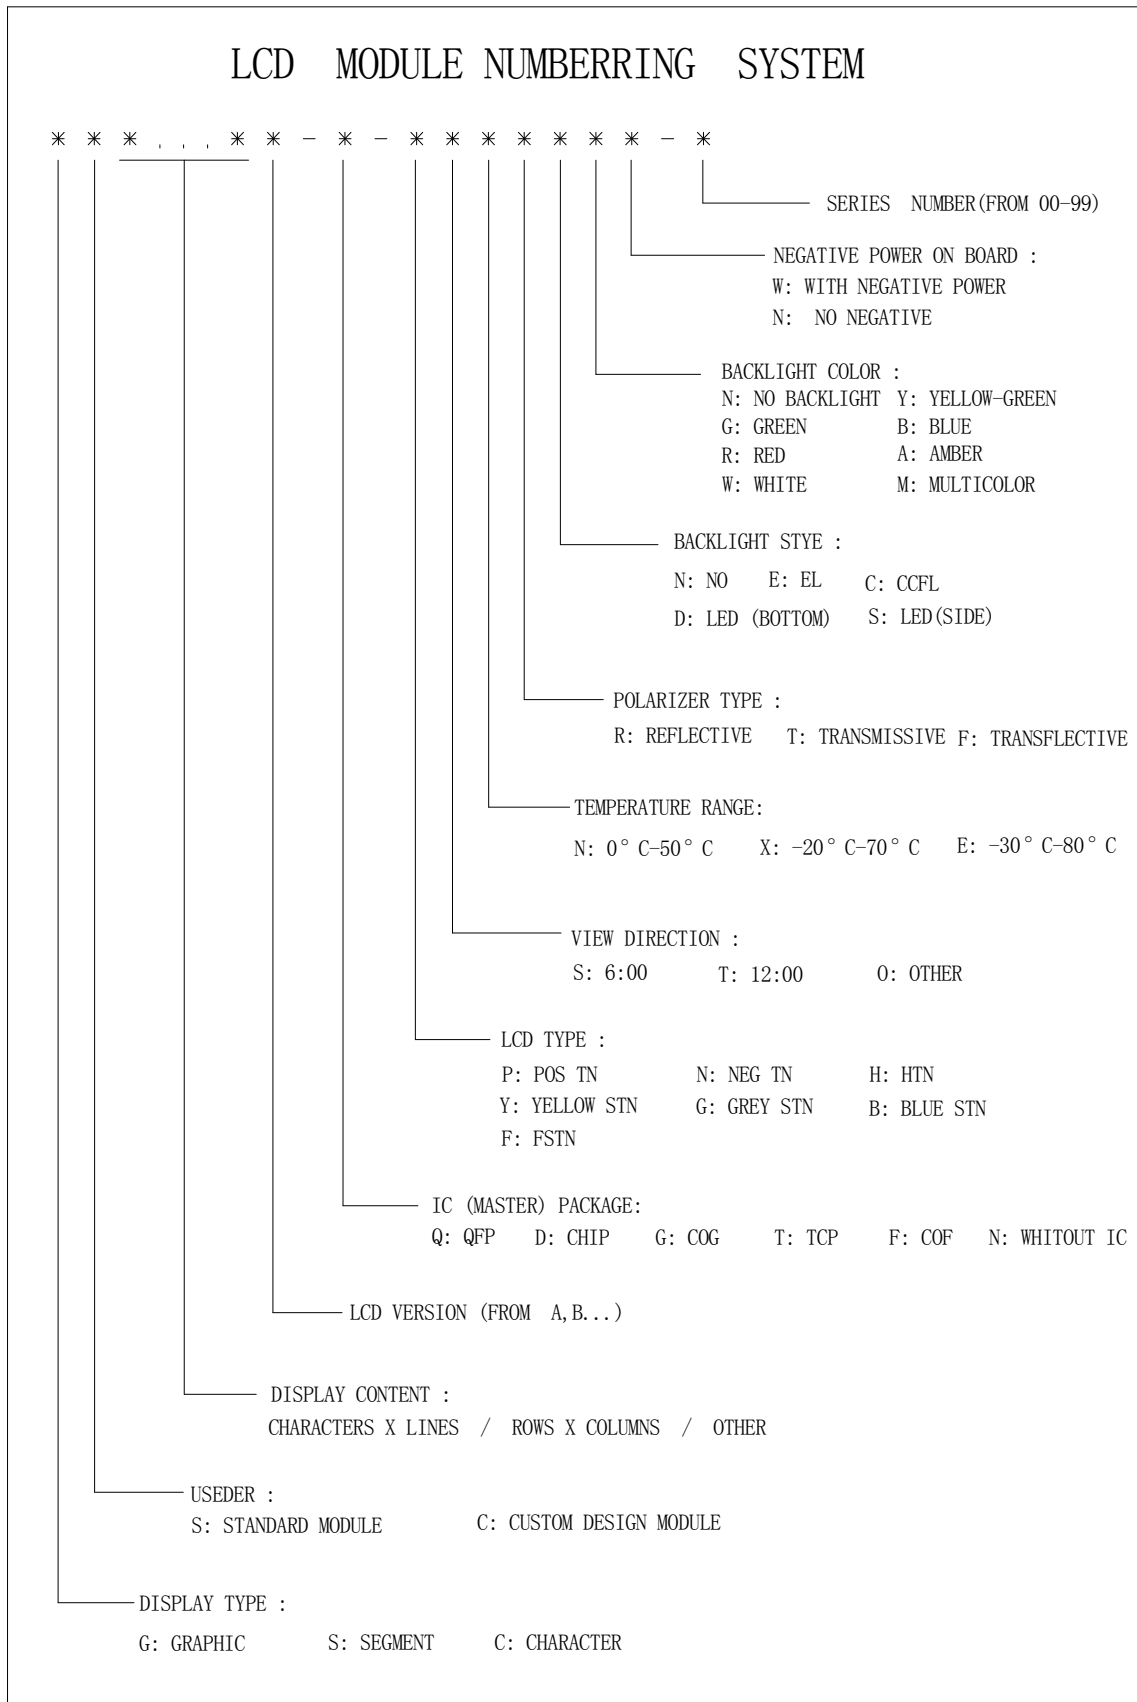 LCD MODULE NUMBERRING SYSTEM
* * * . . . * * - * - * * * * * * * - *
SERIES NUMBER(FROM 00-99)
NEGATIVE POWER ON BOARD :
W: WITH NEGATIVE POWER
N: NO NEGATIVE
BACKLIGHT COLOR :
N: NO BACKLIGHT Y: YELLOW-GREEN
G: GREEN B: BLUE
R: RED A: AMBER
W: WHITE M: MULTICOLOR
BACKLIGHT STYE :
N: NO E: EL C: CCFL
D: LED (BOTTOM) S: LED(SIDE)
POLARIZER TYPE :
R: REFLECTIVE T: TRANSMISSIVE F: TRANSFLECTIVE
TEMPERATURE RANGE:
N: 0° C-50° C X: -20° C-70° C E: -30° C-80° C
VIEW DIRECTION :
S: 6:00 T: 12:00 O: OTHER
LCD TYPE :
P: POS TN N: NEG TN H: HTN
Y: YELLOW STN G: GREY STN B: BLUE STN
F: FSTN
IC (MASTER) PACKAGE:
Q: QFP D: CHIP G: COG T: TCP F: COF N: WHITOUT IC
LCD VERSION (FROM A,B...)
DISPLAY CONTENT :
CHARACTERS X LINES / ROWS X COLUMNS / OTHER
USEDER :
S: STANDARD MODULE C: CUSTOM DESIGN MODULE
DISPLAY TYPE :
G: GRAPHIC S: SEGMENT C: CHARACTER